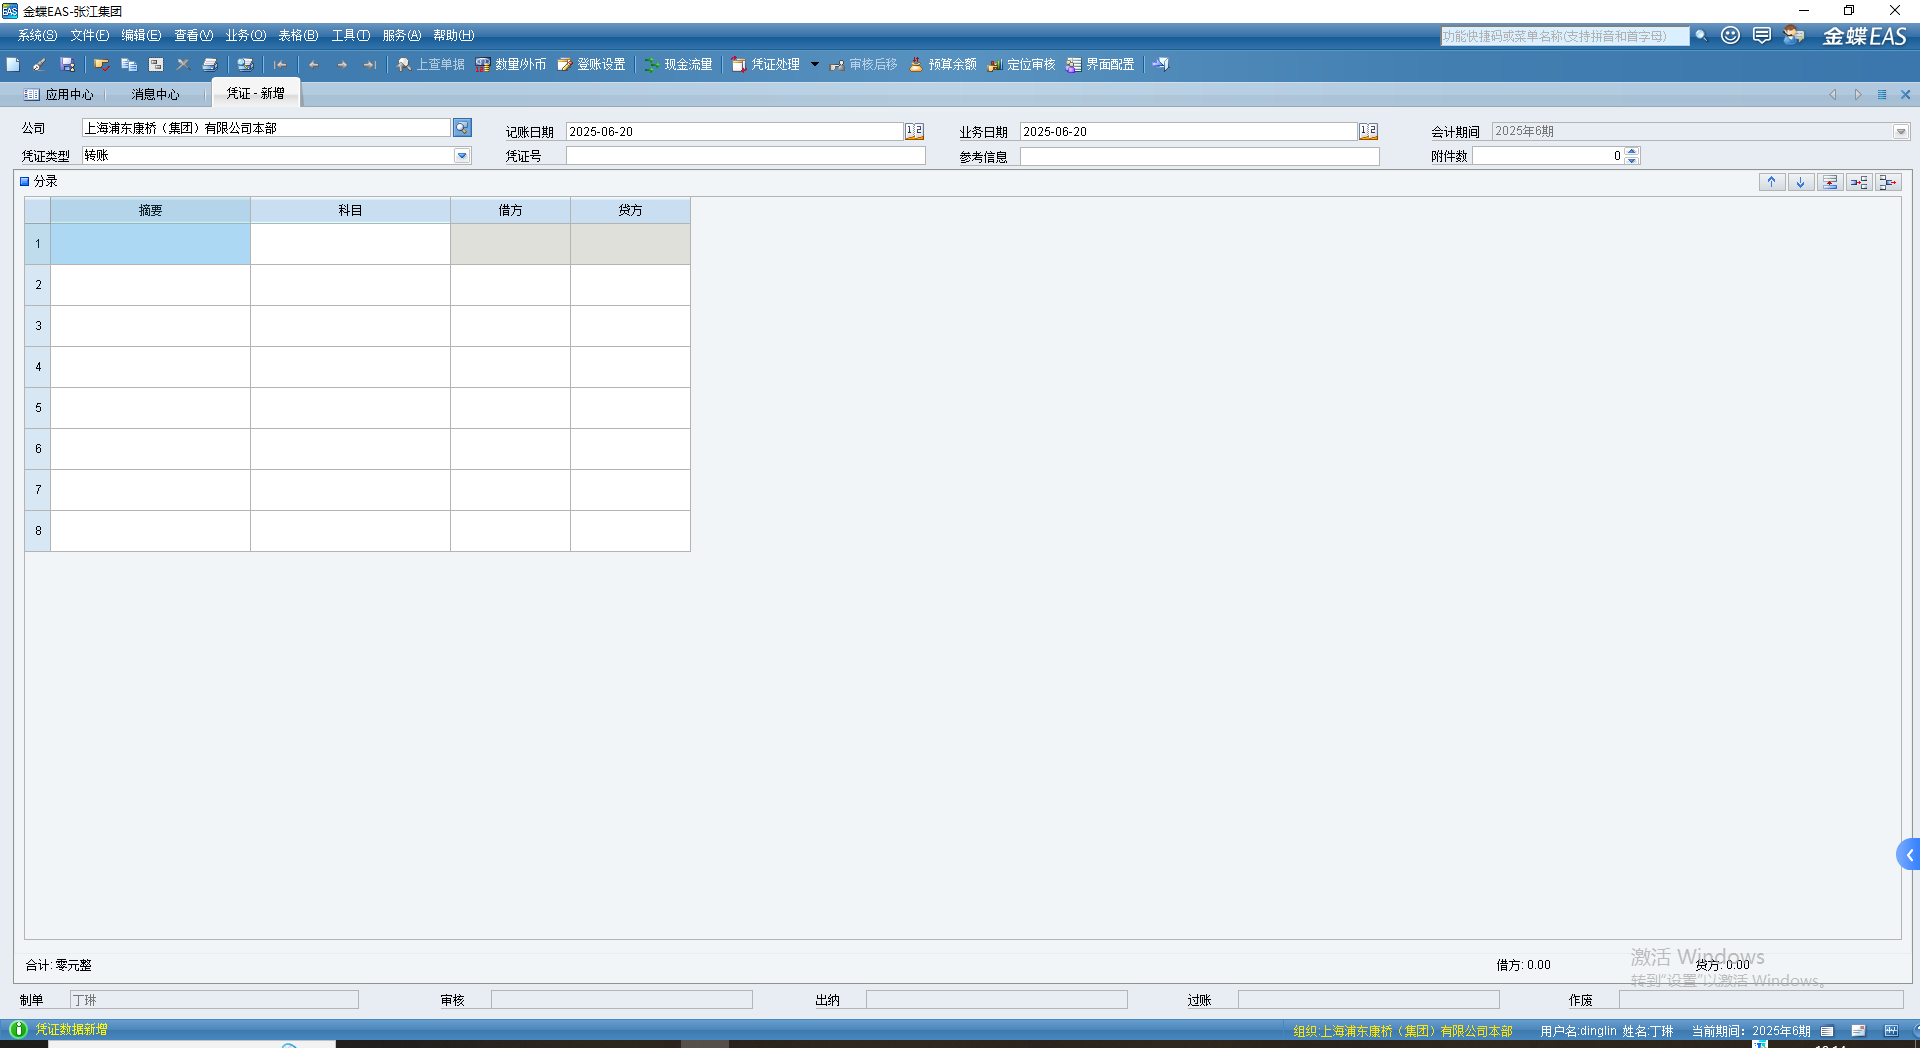 金蝶EAS-张江集团
系统(S) 文件(F) 编辑(E) 查看(V) 业务(O) 表格(B) 工具(T) 服务(A) 帮助(H) 功能快捷码或菜单名称(支持拼音和首字母) 金蝶EAS
上查单据 数量/外币 登账设置 现金流量 凭证处理 审核后移 预算余额 定位审核 界面配置
应用中心 消息中心 凭证 - 新增
公司 上海浦东康桥（集团）有限公司本部 记账日期 2025-06-20 业务日期 2025-06-20 会计期间 2025年6期
凭证类型 转账 凭证号 参考信息 附件数 0
分录
摘要 科目 借方 贷方
1
2
3
4
5
6
7
8
合计: 零元整 借方: 0.00 贷方: 0.00
激活 Windows
转到"设置"以激活 Windows。
制单 丁琳 审核 出纳 过账 作废
凭证数据新增 组织:上海浦东康桥（集团）有限公司本部 用户名:dinglin 姓名:丁琳 当前期间：2025年6期